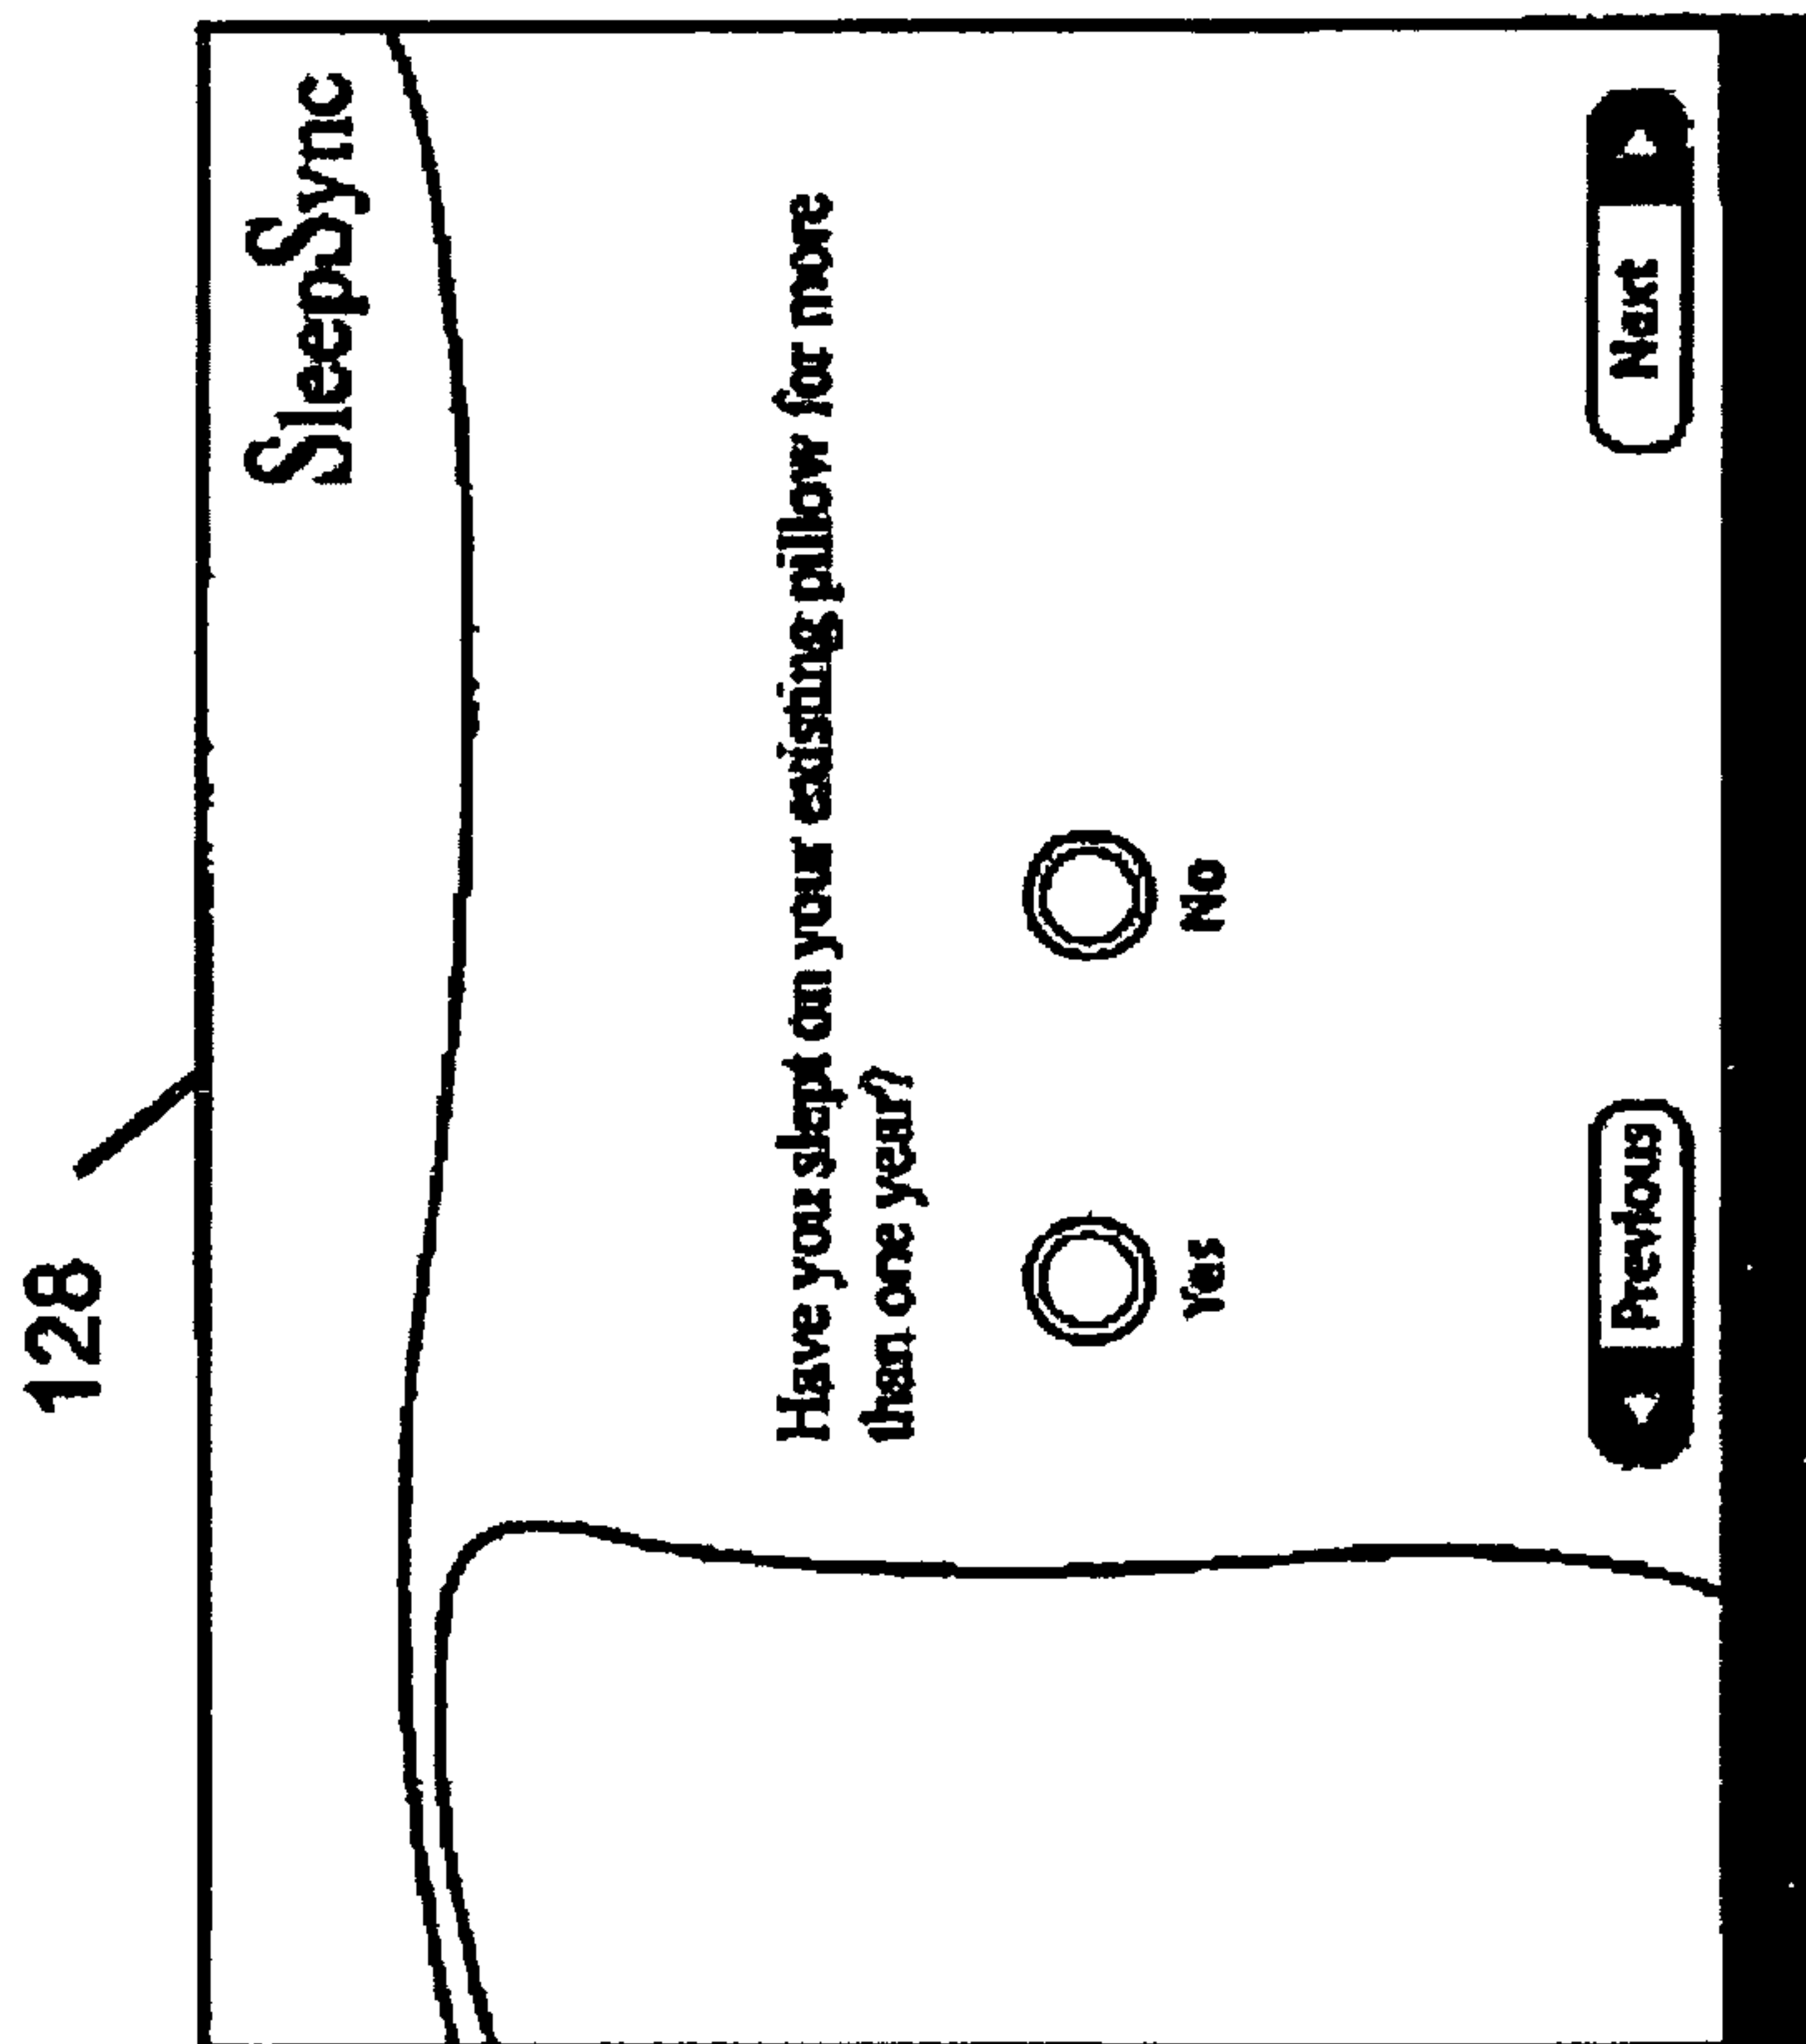 128
SleepSync
Have you slept on your existing pillow for more
than one year?
Yes
No
Previous
Next